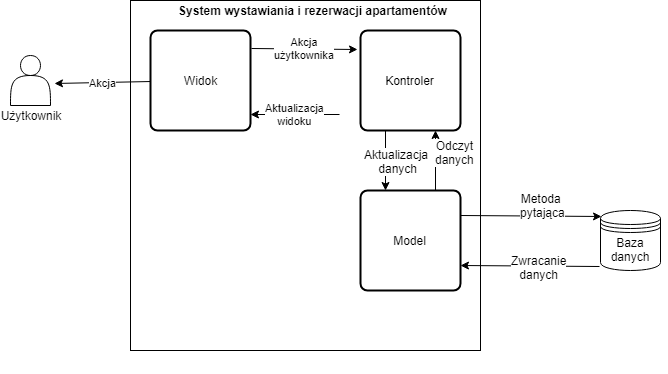 System wystawiania i rezerwacji apartamentów
Akcja
użytkownika
Widok
Kontroler
Akcja
Użytkownik
Aktualizacja
widoku
Aktualizacja
danych
Odczyt
danych
Metoda
pytająca
Model
Baza
danych
Zwracanie
danych